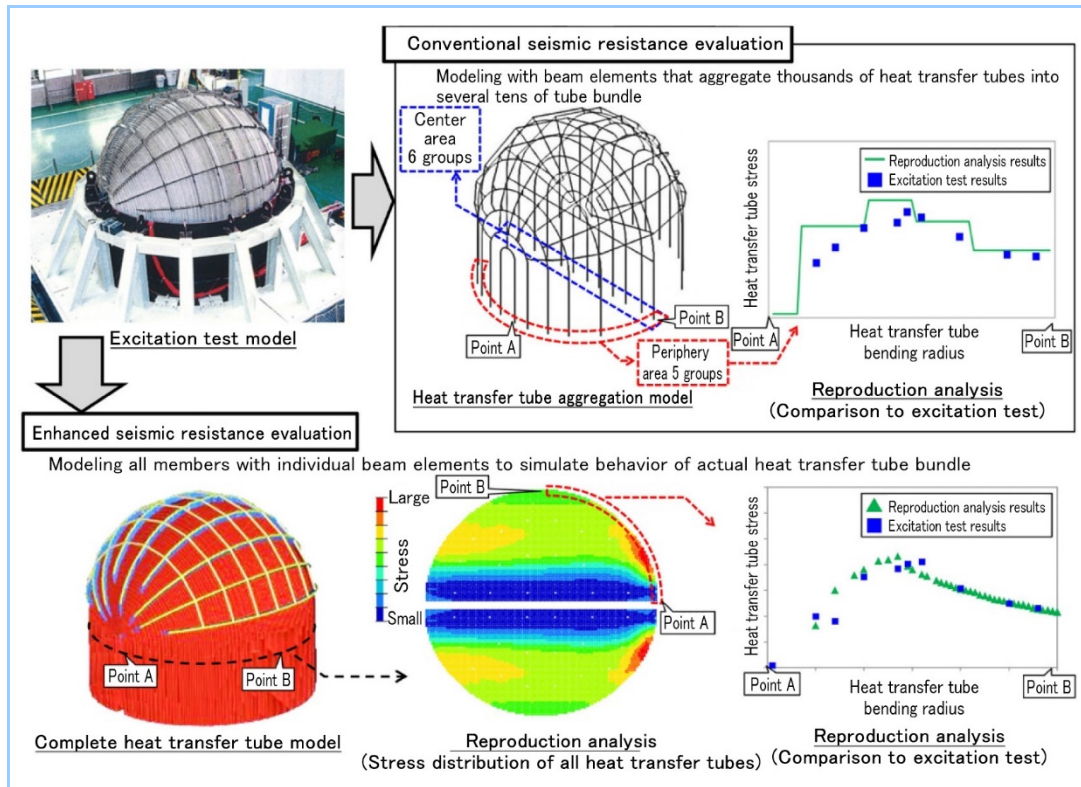 Conventional seismic resistance evaluation
Modeling with beam elements that aggregate thousands of heat transfer tubes into
several tens of tube bundle
Center
area
6 groups
Point A
Point B
Periphery
area 5 groups
Heat transfer tube aggregation model
Heat transfer tube stress
Reproduction analysis results
Excitation test results
Point A
Point B
Heat transfer tube
bending radius
Reproduction analysis
(Comparison to excitation test)
Excitation test model
Enhanced seismic resistance evaluation
Modeling all members with individual beam elements to simulate behavior of actual heat transfer tube bundle
Point A
Point B
Complete heat transfer tube model
Large
Stress
Small
Point B
Point A
Reproduction analysis
(Stress distribution of all heat transfer tubes)
Heat transfer tube stress
Reproduction analysis results
Excitation test results
Point A
Point B
Heat transfer tube
bending radius
Reproduction analysis
(Comparison to excitation test)